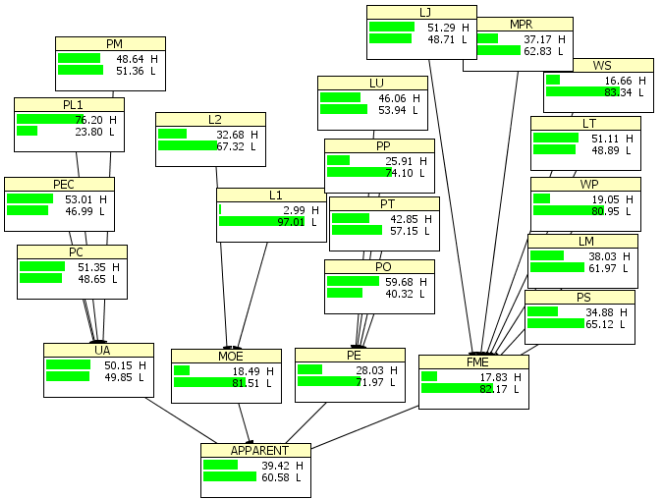 LJ
51.29 H
48.71 L
MPR
37.17 H
62.83 L
PM
48.64 H
51.36 L
WS
16.66 H
83.34 L
LU
46.06 H
53.94 L
PL1
76.20 H
23.80 L
L2
32.68 H
67.32 L
LT
51.11 H
48.89 L
PP
25.91 H
74.10 L
PEC
53.01 H
46.99 L
L1
2.99 H
97.01 L
WP
19.05 H
80.95 L
PT
42.85 H
57.15 L
PC
51.35 H
48.65 L
LM
38.03 H
61.97 L
PO
59.68 H
40.32 L
PS
34.88 H
65.12 L
UA
50.15 H
49.85 L
MOE
18.49 H
81.51 L
PE
28.03 H
71.97 L
FME
17.83 H
82.17 L
APPARENT
39.42 H
60.58 L